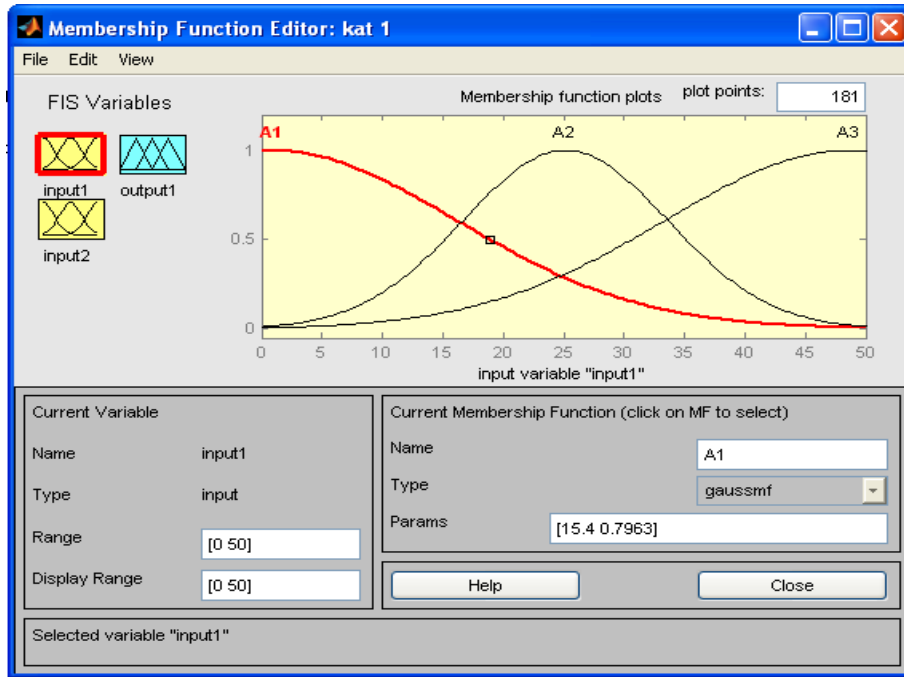 Membership Function Editor: kat 1
File Edit View
FIS Variables
Membership function plots plot points: 181
input1 output1
input2
A1 A2 A3
1
0.5
0
0 5 10 15 20 25 30 35 40 45 50
input variable "input1"
Current Variable
Name input1
Type input
Range [0 50]
Display Range [0 50]
Current Membership Function (click on MF to select)
Name A1
Type gaussmf
Params [15.4 0.7963]
Help Close
Selected variable "input1"